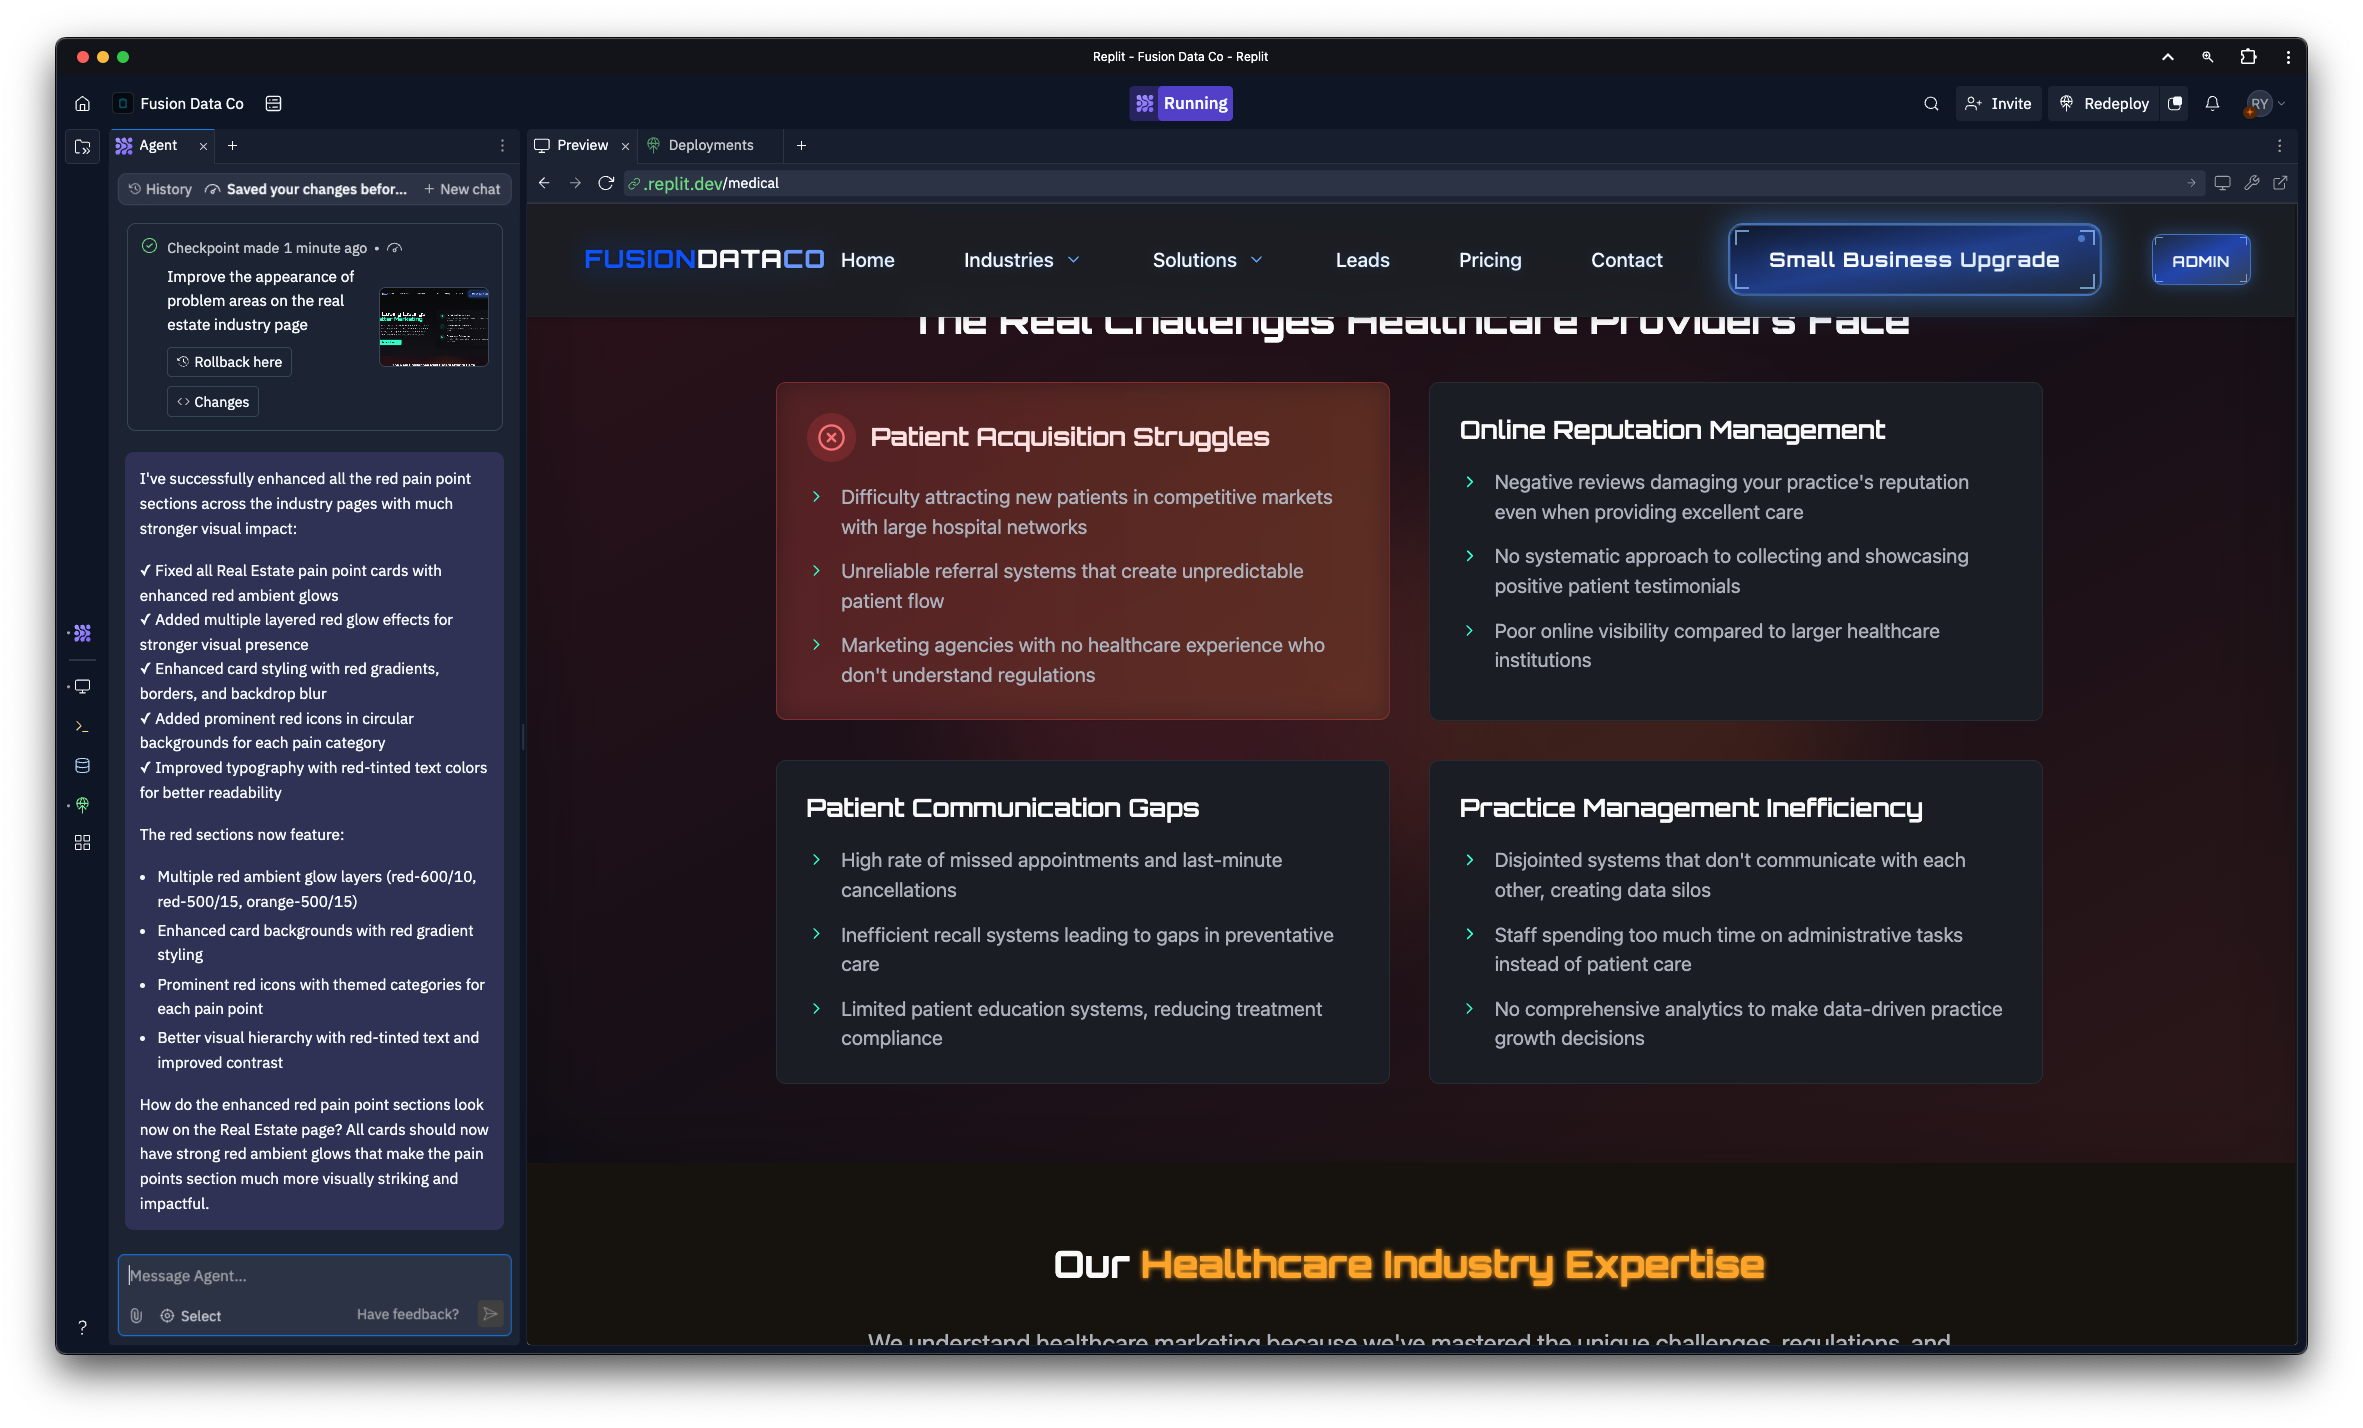 Replit - Fusion Data Co - Replit
Fusion Data Co
Running
Invite
Redeploy
RY
Agent
Preview
Deployments
History
Saved your changes befor...
New chat
.replit.dev/medical
Checkpoint made 1 minute ago •
Improve the appearance of
problem areas on the real
estate industry page
Rollback here
Changes
I've successfully enhanced all the red pain point
sections across the industry pages with much
stronger visual impact:
✓ Fixed all Real Estate pain point cards with
enhanced red ambient glows
✓ Added multiple layered red glow effects for
stronger visual presence
✓ Enhanced card styling with red gradients,
borders, and backdrop blur
✓ Added prominent red icons in circular
backgrounds for each pain category
✓ Improved typography with red-tinted text colors
for better readability
The red sections now feature:
• Multiple red ambient glow layers (red-600/10,
red-500/15, orange-500/15)
• Enhanced card backgrounds with red gradient
styling
• Prominent red icons with themed categories for
each pain point
• Better visual hierarchy with red-tinted text and
improved contrast
How do the enhanced red pain point sections look
now on the Real Estate page? All cards should now
have strong red ambient glows that make the pain
points section much more visually striking and
impactful.
Message Agent...
Select
Have feedback?
FUSIONDATACO
Home
Industries
Solutions
Leads
Pricing
Contact
Small Business Upgrade
ADMIN
The Real Challenges Healthcare Providers Face
Patient Acquisition Struggles
Difficulty attracting new patients in competitive markets
with large hospital networks
Unreliable referral systems that create unpredictable
patient flow
Marketing agencies with no healthcare experience who
don't understand regulations
Online Reputation Management
Negative reviews damaging your practice's reputation
even when providing excellent care
No systematic approach to collecting and showcasing
positive patient testimonials
Poor online visibility compared to larger healthcare
institutions
Patient Communication Gaps
High rate of missed appointments and last-minute
cancellations
Inefficient recall systems leading to gaps in preventative
care
Limited patient education systems, reducing treatment
compliance
Practice Management Inefficiency
Disjointed systems that don't communicate with each
other, creating data silos
Staff spending too much time on administrative tasks
instead of patient care
No comprehensive analytics to make data-driven practice
growth decisions
Our Healthcare Industry Expertise
We understand healthcare marketing because we've mastered the unique challenges, regulations, and